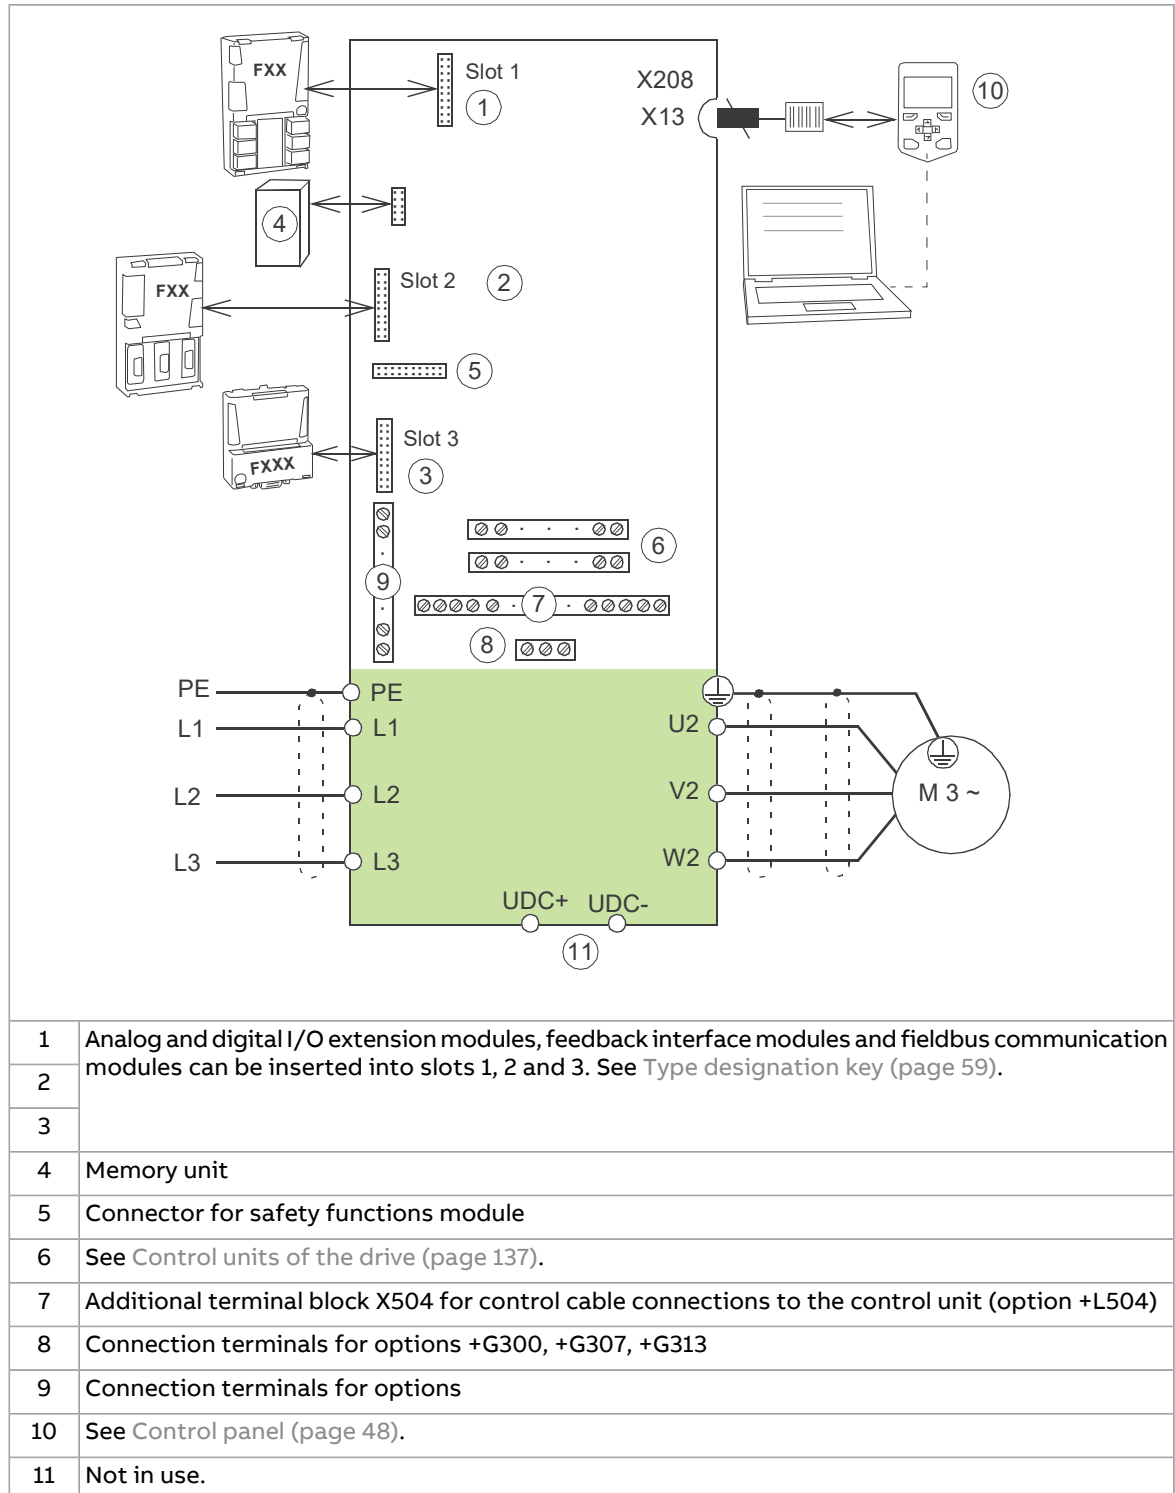 FXX
Slot 1
1
X208
X13
10
4
FXX
Slot 2
2
5
FXXX
Slot 3
3
6
9
7
8
PE
PE
L1
L1
U2
L2
L2
V2
M 3 ~
L3
L3
W2
UDC+ UDC-
11
1 Analog and digital I/O extension modules, feedback interface modules and fieldbus communication
modules can be inserted into slots 1, 2 and 3. See Type designation key (page 59).
2
3
4 Memory unit
5 Connector for safety functions module
6 See Control units of the drive (page 137).
7 Additional terminal block X504 for control cable connections to the control unit (option +L504)
8 Connection terminals for options +G300, +G307, +G313
9 Connection terminals for options
10 See Control panel (page 48).
11 Not in use.